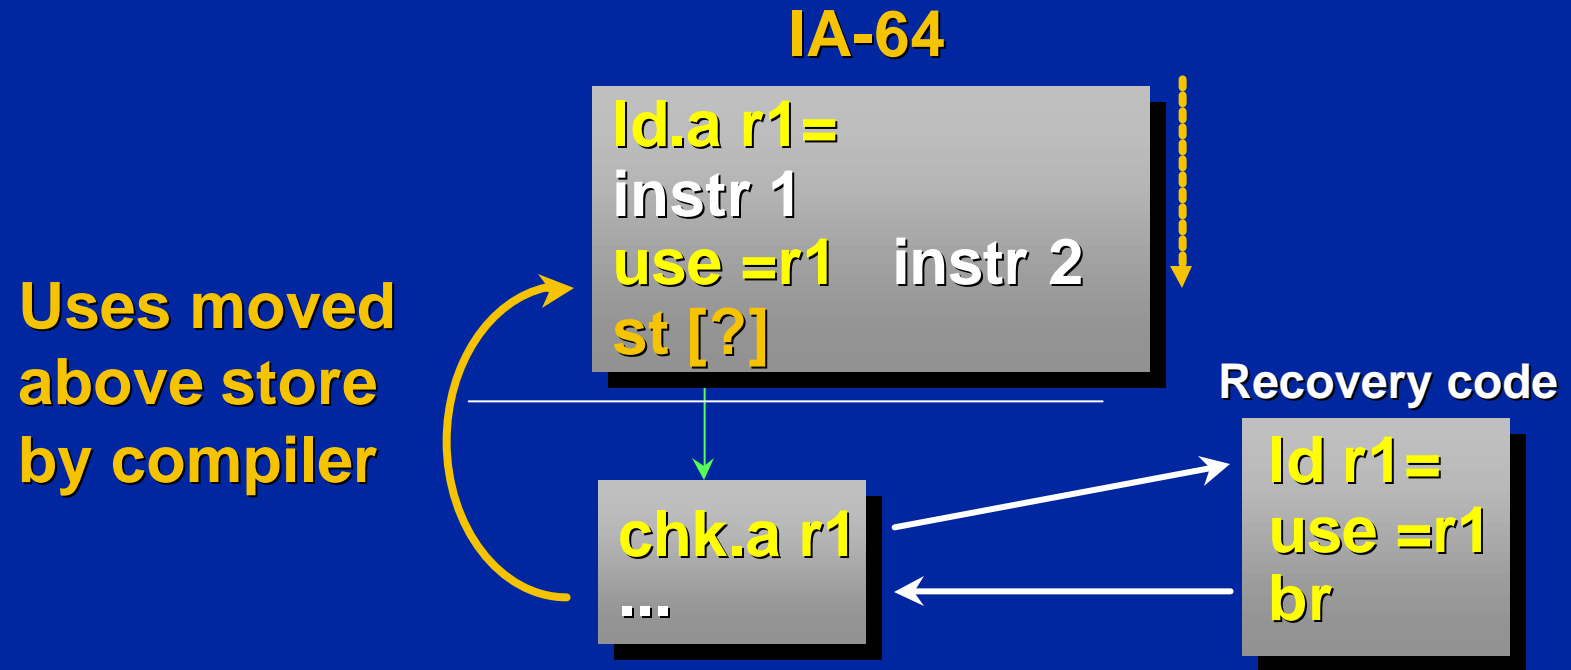 IA-64
ld.a r1=
instr 1
use =r1 instr 2
st [?]
Uses moved
above store
by compiler
chk.a r1
...
Recovery code
ld r1=
use =r1
br